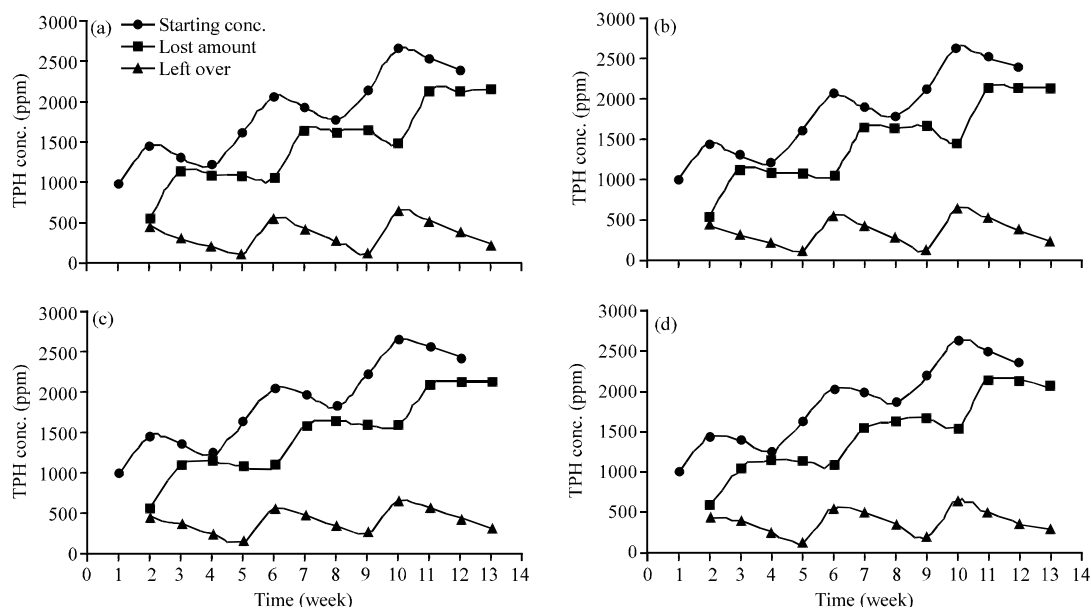 (a)
Starting conc.
Lost amount
Left over
3000
2500
2000
1500
1000
500
0
TPH conc. (ppm)
(b)
3000
2500
2000
1500
1000
500
0
TPH conc. (ppm)
(c)
3000
2500
2000
1500
1000
500
0
TPH conc. (ppm)
0 1 2 3 4 5 6 7 8 9 10 11 12 13 14
Time (week)
(d)
3000
2500
2000
1500
1000
500
0
TPH conc. (ppm)
0 1 2 3 4 5 6 7 8 9 10 11 12 13 14
Time (week)